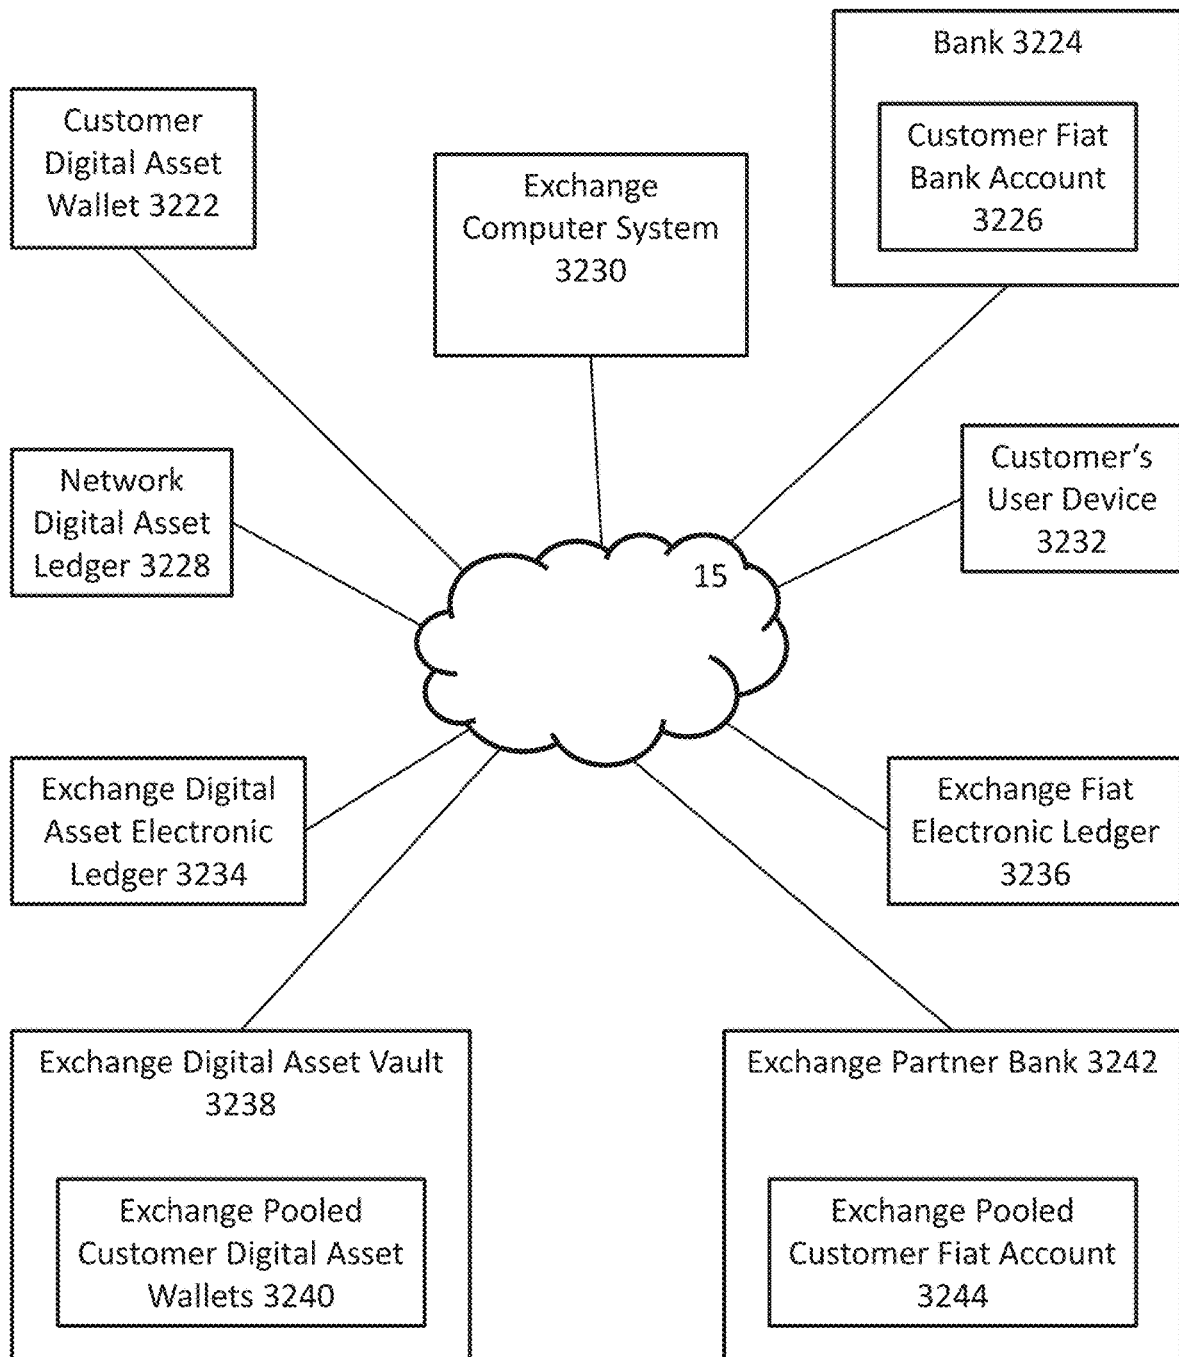 Bank 3224
Customer
Digital Asset
Wallet 3222
Customer Fiat
Bank Account
3226
Exchange
Computer System
3230
Network
Digital Asset
Ledger 3228
Customer's
User Device
3232
15
Exchange Digital
Asset Electronic
Ledger 3234
Exchange Fiat
Electronic Ledger
3236
Exchange Digital Asset Vault
3238
Exchange Pooled
Customer Digital Asset
Wallets 3240
Exchange Partner Bank 3242
Exchange Pooled
Customer Fiat Account
3244